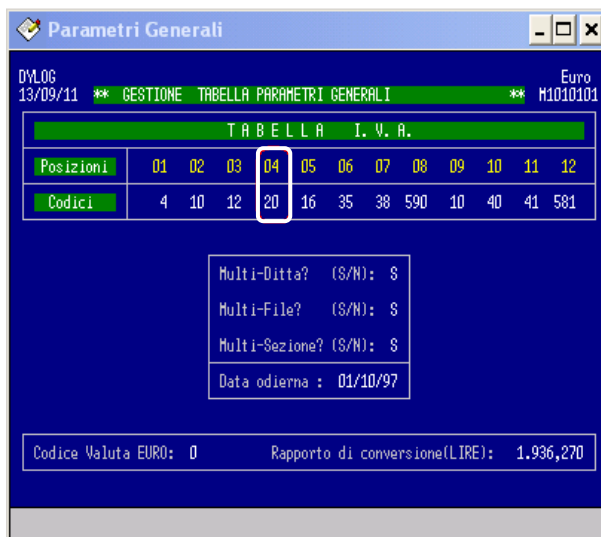 Parametri Generali
DYLOG Euro
13/09/11 ** GESTIONE TABELLA PARAMETRI GENERALI ** M1010101
TABELLA I.V.A.
Posizioni 01 02 03 04 05 06 07 08 09 10 11 12
Codici 4 10 12 20 16 35 38 590 10 40 41 581
Multi-Ditta? (S/N): S
Multi-File? (S/N): S
Multi-Sezione? (S/N): S
Data odierna : 01/10/97
Codice Valuta EURO: 0 Rapporto di conversione(LIRE): 1.936,270